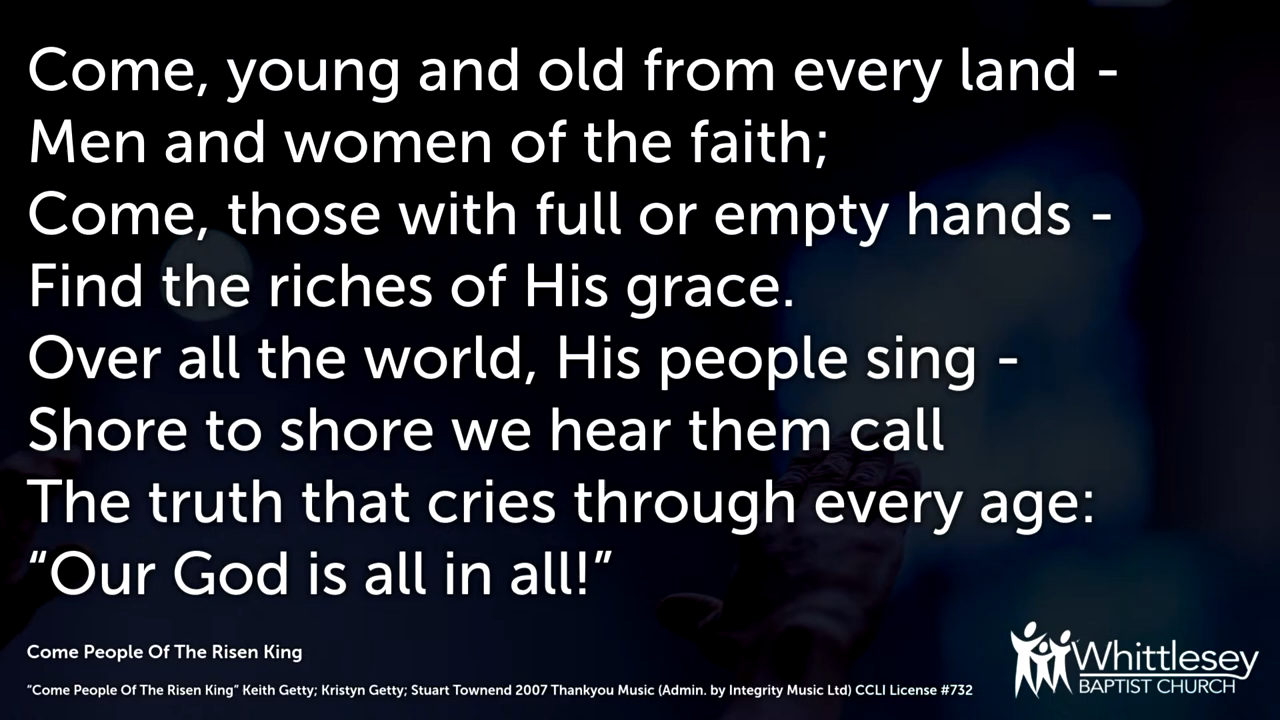 Come, young and old from every land -
Men and women of the faith;
Come, those with full or empty hands -
Find the riches of His grace.
Over all the world, His people sing -
Shore to shore we hear them call
The truth that cries through every age:
“Our God is all in all!”
Come People Of The Risen King
“Come People Of The Risen King” Keith Getty; Kristyn Getty; Stuart Townend 2007 Thankyou Music (Admin. by Integrity Music Ltd) CCLI License #732
Whittlesey
BAPTIST CHURCH